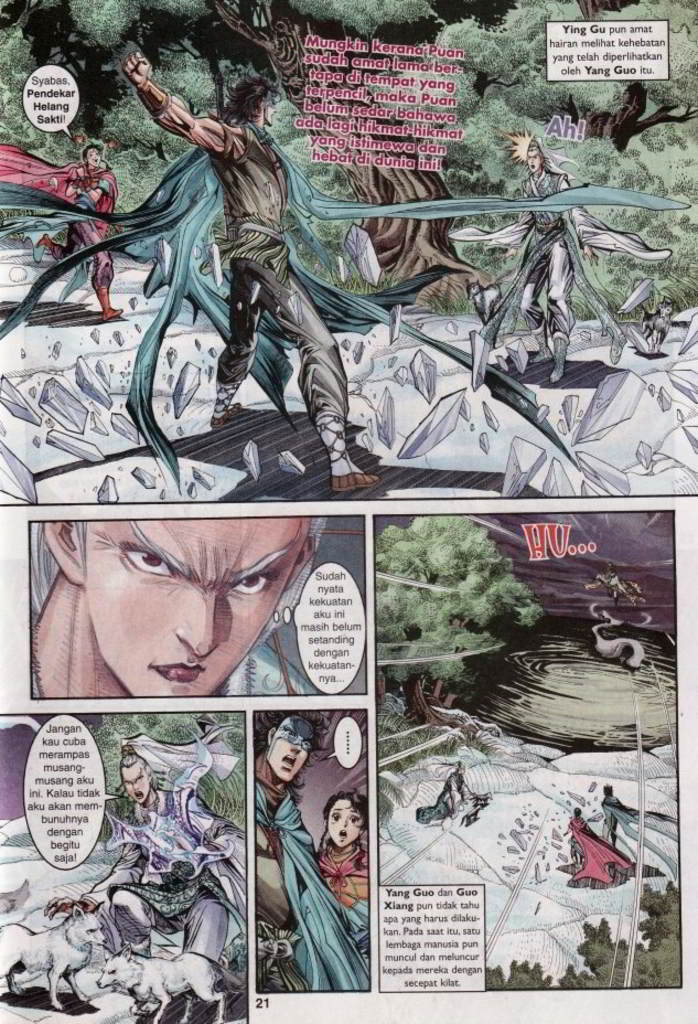 Syabas,
Pendekar
Helang
Sakti!
Mungkin kerana Puan
sudah amat lama ber-
tapa di tempat yang
terpencil, maka Puan
belum sedar bahawa
ada lagi hikmat-hikmat
yang istimewa dan
hebat di dunia ini!
Ying Gu pun amat
hairan melihat kehebatan
yang telah diperlihatkan
oleh Yang Guo itu.
Ah!
Sudah
nyata
kekuatan
aku ini
masih belum
setanding
dengan
kekuatan-
nya...
HU...
Jangan
kau cuba
merampas
musang-
musang aku
ini. Kalau tidak
aku akan mem-
bunuhnya
dengan
begitu
saja!
......
Yang Guo dan Guo
Xiang pun tidak tahu
apa yang harus dilaku-
kan. Pada saat itu, satu
lembaga manusia pun
muncul dan meluncur
kepada mereka dengan
secepat kilat.
21